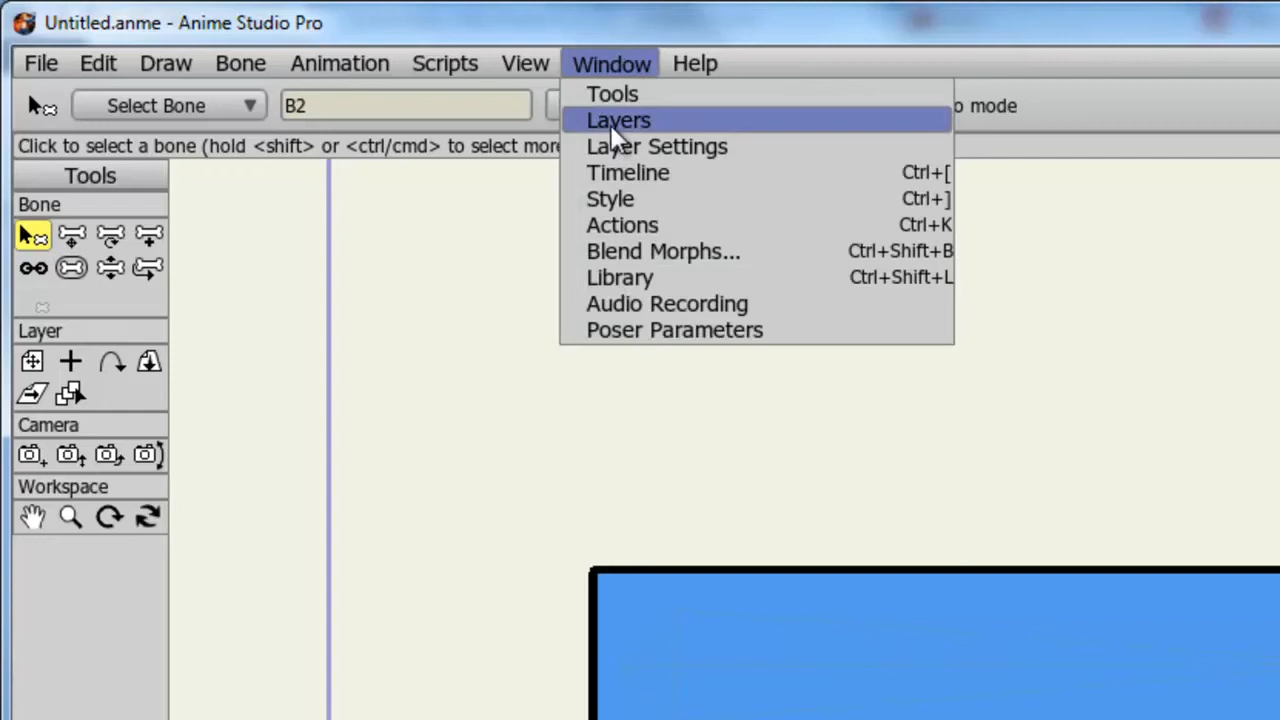 Untitled.anme - Anime Studio Pro
File Edit Draw Bone Animation Scripts View Window Help
Select Bone B2 o mode
Click to select a bone (hold <shift> or <ctrl/cmd> to select more
Tools
Layers
Layer Settings
Timeline Ctrl+[
Style Ctrl+]
Actions Ctrl+K
Blend Morphs... Ctrl+Shift+B
Library Ctrl+Shift+L
Audio Recording
Poser Parameters
Tools
Bone
Layer
Camera
Workspace